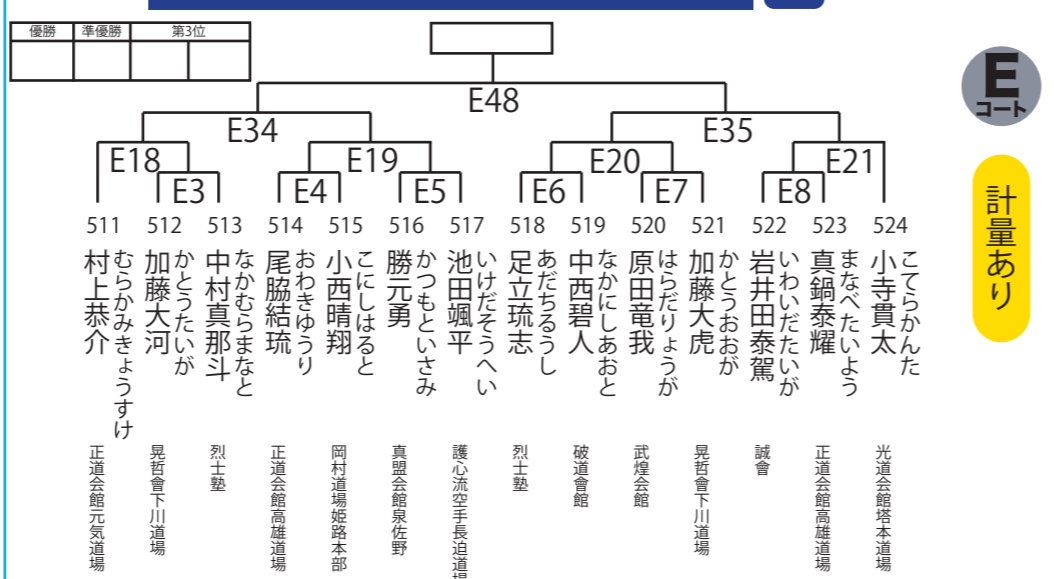 優勝 準優勝 第3位
E48
E34 E35
E18 E19 E20 E21
E3 E4 E5 E6 E7 E8
511 512 513 514 515 516 517 518 519 520 521 522 523 524
むらかみきょうすけ
村上恭介
正道会館元気道場
かとうたいが
加藤大河
晃哲會下川道場
なかむらまなと
中村真那斗
烈士塾
おわきゆうり
尾脇結琉
正道会館高雄道場
こにしはると
小西晴翔
岡村道場姫路本部
かつもといさみ
勝元勇
真盟会館泉佐野
いけだそうへい
池田颯平
護心流空手長迫道場
あだちるうし
足立琉志
烈士塾
なかにしあおと
中西碧人
破道會館
はらだりょうが
原田竜我
武煌会館
かとうおおが
加藤大虎
晃哲會下川道場
いわいだたいが
岩井田泰駕
誠會
まなべたいよう
真鍋泰耀
正道会館高雄道場
こてらかんた
小寺貫太
光道会館塔本道場
E
コート
計量あり